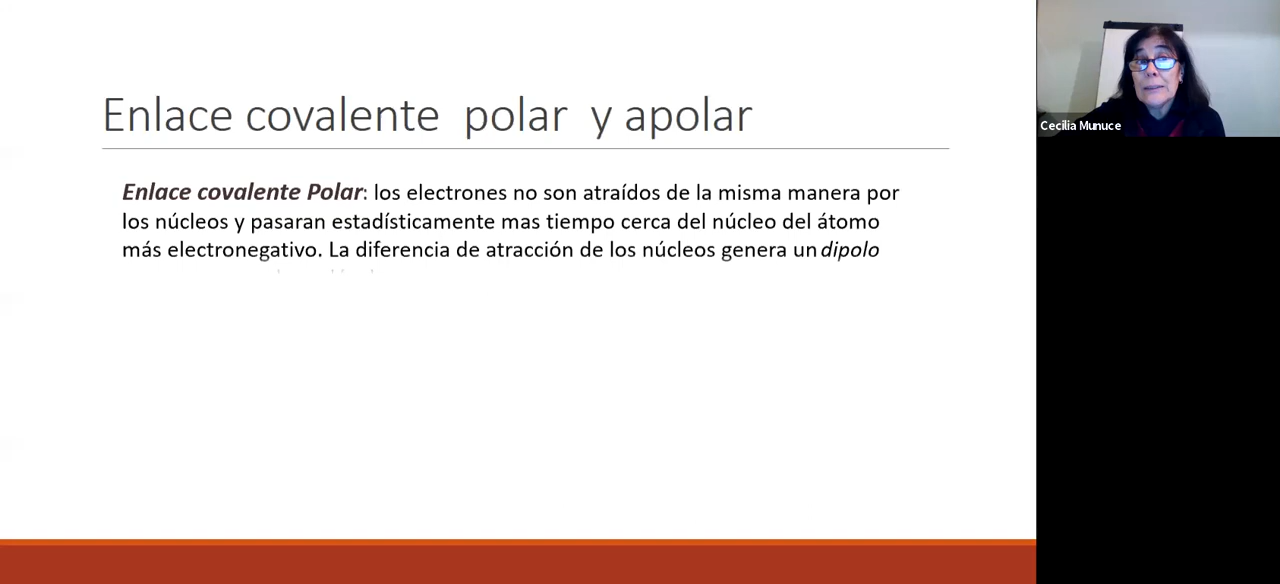 Enlace covalente polar y apolar
Enlace covalente Polar: los electrones no son atraídos de la misma manera por
los núcleos y pasaran estadísticamente mas tiempo cerca del núcleo del átomo
más electronegativo. La diferencia de atracción de los núcleos genera un dipolo
Cecilia Munuce